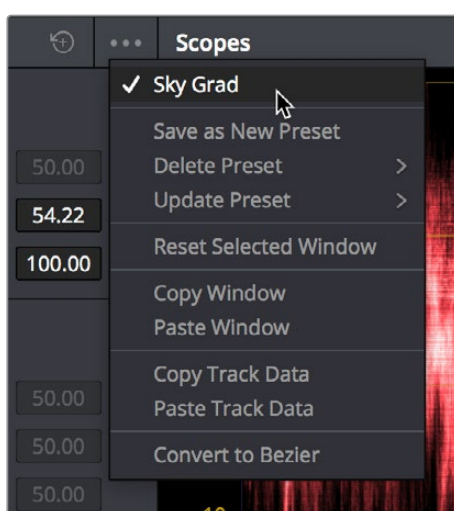 Scopes
✓ Sky Grad
Save as New Preset
50.00
Delete Preset >
54.22
Update Preset >
100.00
Reset Selected Window
Copy Window
Paste Window
Copy Track Data
50.00
Paste Track Data
50.00
Convert to Bezier
50.00